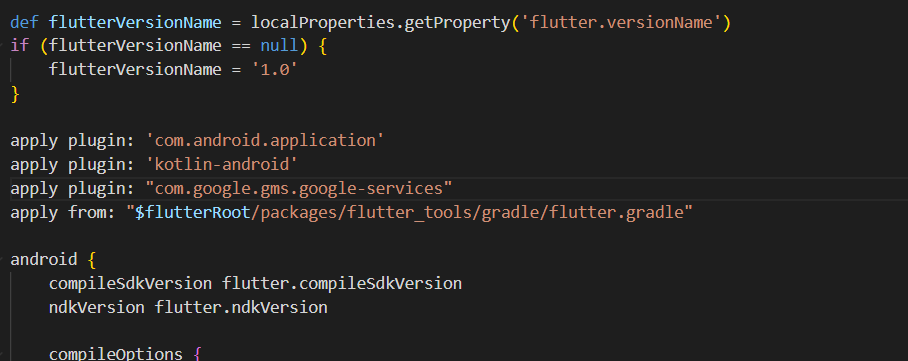 def flutterVersionName = localProperties.getProperty('flutter.versionName')
if (flutterVersionName == null) {
    flutterVersionName = '1.0'
}
apply plugin: 'com.android.application'
apply plugin: 'kotlin-android'
apply plugin: "com.google.gms.google-services"
apply from: "$flutterRoot/packages/flutter_tools/gradle/flutter.gradle"
android {
    compileSdkVersion flutter.compileSdkVersion
    ndkVersion flutter.ndkVersion
    compileOptions {